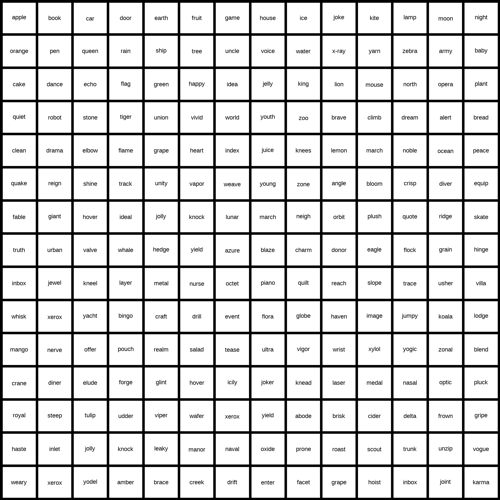 apple book car door earth fruit game house ice joke kite lamp moon night
orange pen queen rain ship tree uncle voice water x-ray yarn zebra army baby
cake dance echo flag green happy idea jelly king lion mouse north opera plant
quiet robot stone tiger union vivid world youth zoo brave climb dream alert bread
clean drama elbow flame grape heart index juice knees lemon march noble ocean peace
quake reign shine track unity vapor weave young zone angle bloom crisp diver equip
fable giant hover ideal jolly knock lunar march neigh orbit plush quote ridge skate
truth urban valve whale hedge yield azure blaze charm donor eagle flock grain hinge
inbox jewel kneel layer metal nurse octet piano quilt reach slope trace usher villa
whisk xerox yacht bingo craft drill event flora globe haven image jumpy koala lodge
mango nerve offer pouch realm salad tease ultra vigor wrist xylol yogic zonal blend
crane diner elude forge glint hover icily joker knead laser medal nasal optic pluck
royal steep tulip udder viper wafer xerox yield abode brisk cider delta frown gripe
haste inlet jolly knock leaky manor naval oxide prone roast scout trunk unzip vogue
weary xerox yodel amber brace creek drift enter facet grape hoist inbox joint karma